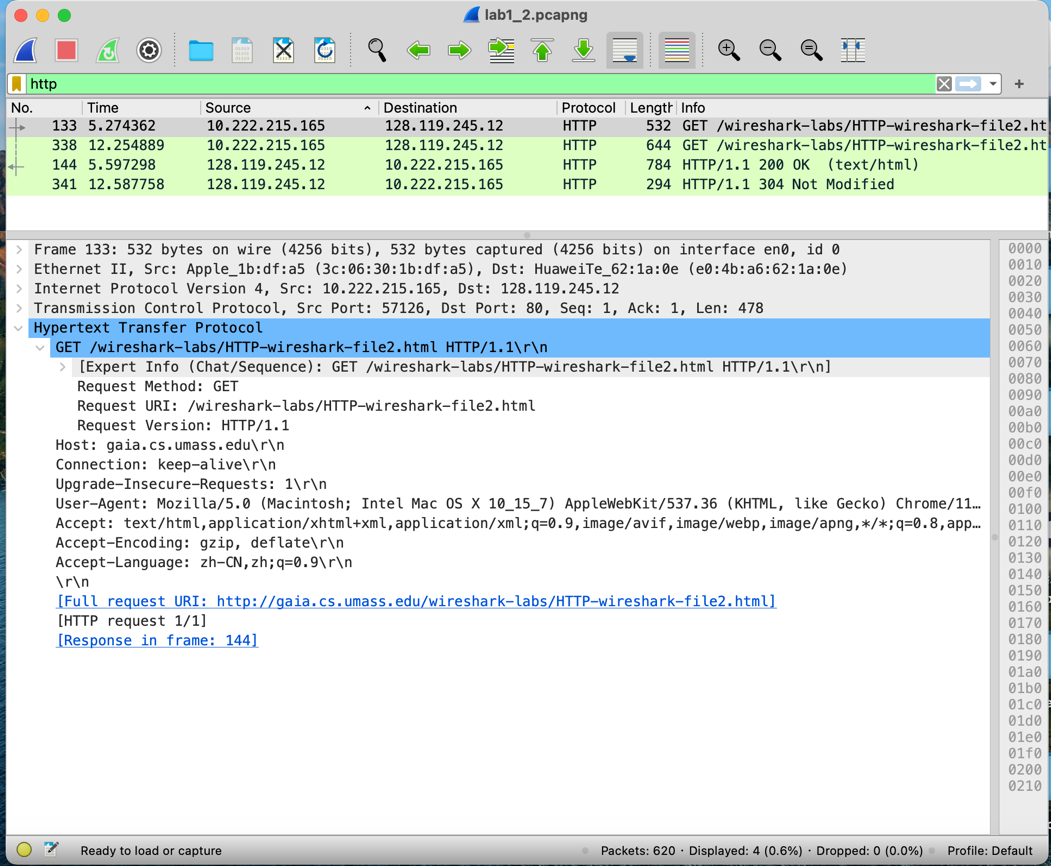 lab1_2.pcapng
http
+
No. Time Source Destination Protocol Length Info
133 5.274362 10.222.215.165 128.119.245.12 HTTP 532 GET /wireshark-labs/HTTP-wireshark-file2.ht
338 12.254889 10.222.215.165 128.119.245.12 HTTP 644 GET /wireshark-labs/HTTP-wireshark-file2.ht
144 5.597298 128.119.245.12 10.222.215.165 HTTP 784 HTTP/1.1 200 OK (text/html)
341 12.587758 128.119.245.12 10.222.215.165 HTTP 294 HTTP/1.1 304 Not Modified
Frame 133: 532 bytes on wire (4256 bits), 532 bytes captured (4256 bits) on interface en0, id 0
Ethernet II, Src: Apple_1b:df:a5 (3c:06:30:1b:df:a5), Dst: HuaweiTe_62:1a:0e (e0:4b:a6:62:1a:0e)
Internet Protocol Version 4, Src: 10.222.215.165, Dst: 128.119.245.12
Transmission Control Protocol, Src Port: 57126, Dst Port: 80, Seq: 1, Ack: 1, Len: 478
Hypertext Transfer Protocol
GET /wireshark-labs/HTTP-wireshark-file2.html HTTP/1.1\r\n
[Expert Info (Chat/Sequence): GET /wireshark-labs/HTTP-wireshark-file2.html HTTP/1.1\r\n]
Request Method: GET
Request URI: /wireshark-labs/HTTP-wireshark-file2.html
Request Version: HTTP/1.1
Host: gaia.cs.umass.edu\r\n
Connection: keep-alive\r\n
Upgrade-Insecure-Requests: 1\r\n
User-Agent: Mozilla/5.0 (Macintosh; Intel Mac OS X 10_15_7) AppleWebKit/537.36 (KHTML, like Gecko) Chrome/11…
Accept: text/html,application/xhtml+xml,application/xml;q=0.9,image/avif,image/webp,image/apng,*/*;q=0.8,app…
Accept-Encoding: gzip, deflate\r\n
Accept-Language: zh-CN,zh;q=0.9\r\n
\r\n
[Full request URI: http://gaia.cs.umass.edu/wireshark-labs/HTTP-wireshark-file2.html]
[HTTP request 1/1]
[Response in frame: 144]
0000
0010
0020
0030
0040
0050
0060
0070
0080
0090
00a0
00b0
00c0
00d0
00e0
00f0
0100
0110
0120
0130
0140
0150
0160
0170
0180
0190
01a0
01b0
01c0
01d0
01e0
01f0
0200
0210
Ready to load or capture
Packets: 620 · Displayed: 4 (0.6%) · Dropped: 0 (0.0%)
Profile: Default